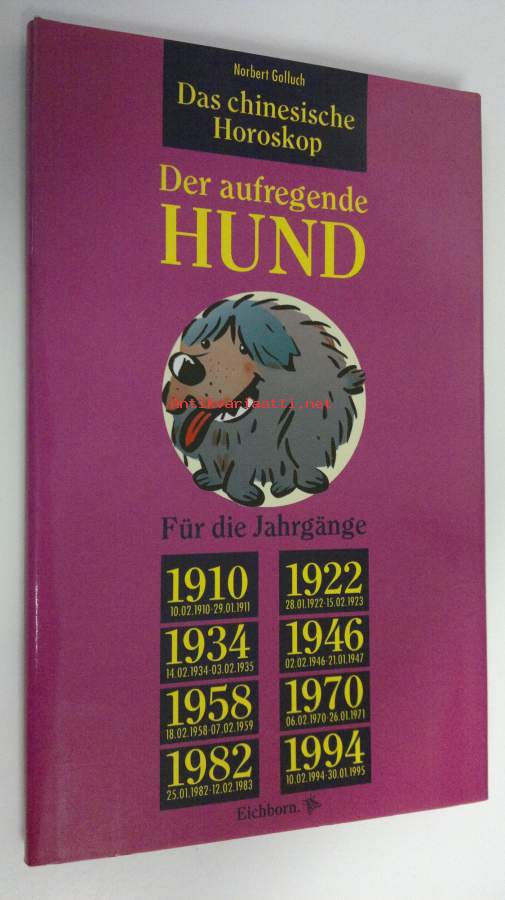 Norbert Golluch
Das chinesische
Horoskop
Der aufregende
HUND
Antikvariaatti.net
Für die Jahrgänge
1910
10.02.1910-29.01.1911
1922
28.01.1922-15.02.1923
1934
14.02.1934-03.02.1935
1946
02.02.1946-21.01.1947
1958
18.02.1958-07.02.1959
1970
06.02.1970-26.01.1971
1982
25.01.1982-12.02.1983
1994
10.02.1994-30.01.1995
Eichborn.